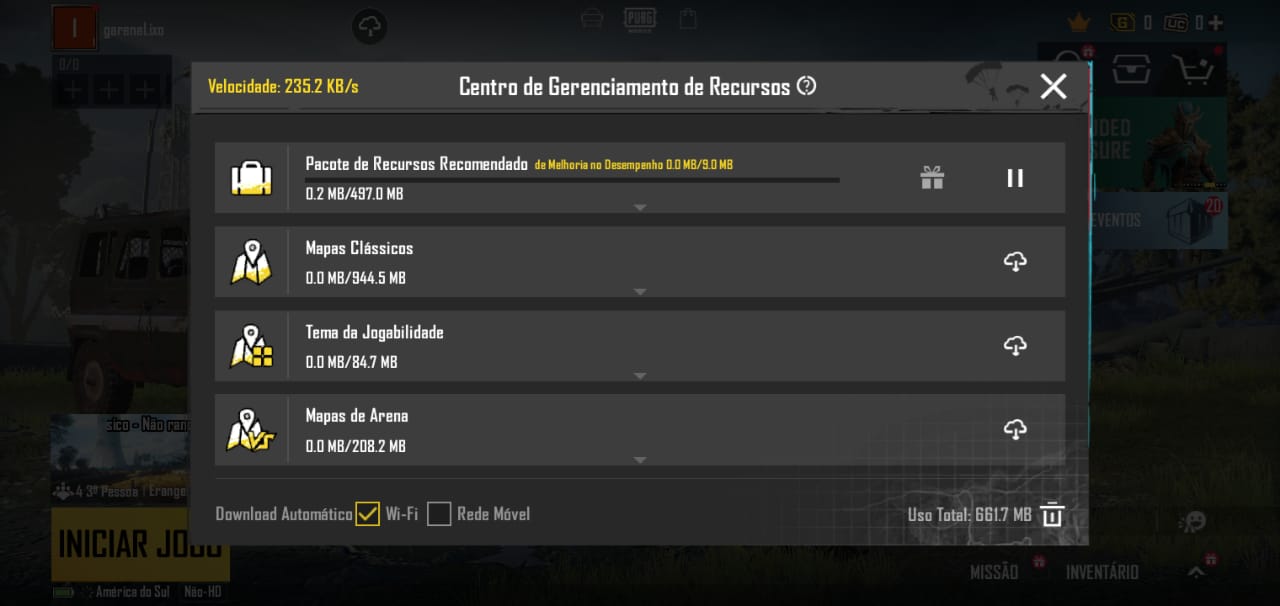 I
garenaLixo
PUBG
MOBILE
G 0 UC 0
0/0
Velocidade: 235.2 KB/s
Centro de Gerenciamento de Recursos
Pacote de Recursos Recomendado de Melhoria no Desempenho 0.0 MB/9.0 MB
0.2 MB/497.0 MB
Mapas Clássicos
0.0 MB/944.5 MB
Tema da Jogabilidade
0.0 MB/84.7 MB
Mapas de Arena
0.0 MB/208.2 MB
EVENTOS
20
sico - Não ran
4 3ª Pessoa | Erange
Download Automático Wi-Fi Rede Móvel
Uso Total: 661.7 MB
INICIAR JOGO
MISSÃO
INVENTÁRIO
América do Sul Não-HD